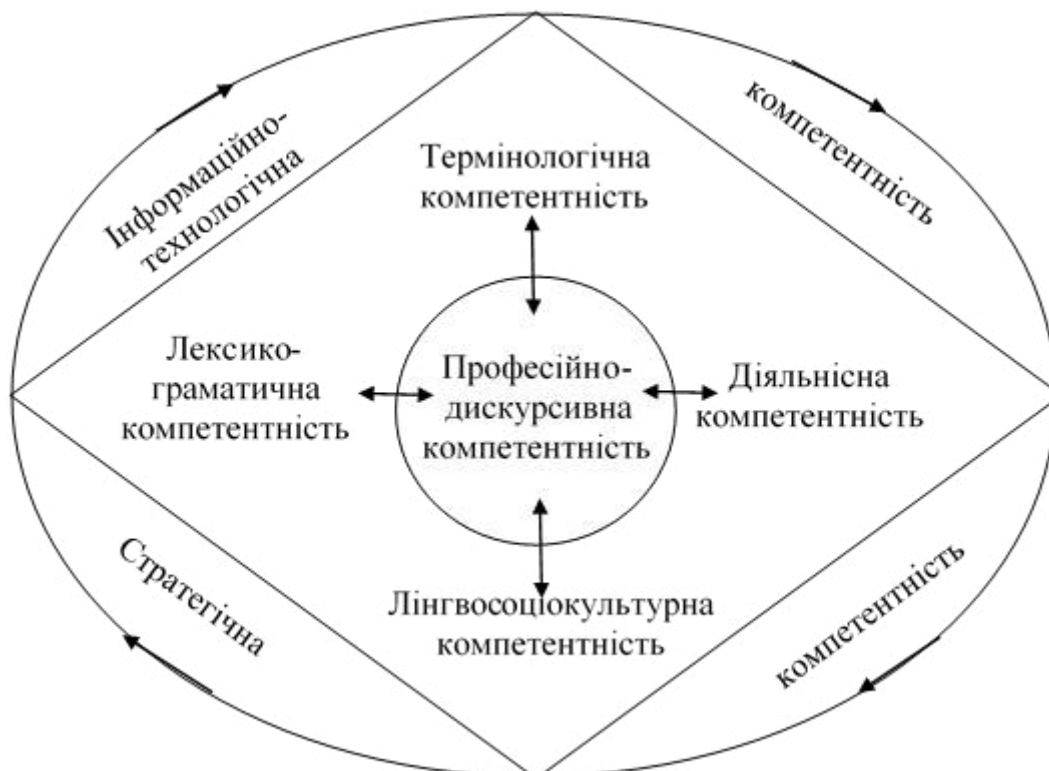 Інформаційно-
технологічна
компетентність
Термінологічна
компетентність
Лексико-
граматична
компетентність
Професійно-
дискурсивна
компетентність
Діяльнісна
компетентність
Лінгвосоціокультурна
компетентність
Стратегічна
компетентність